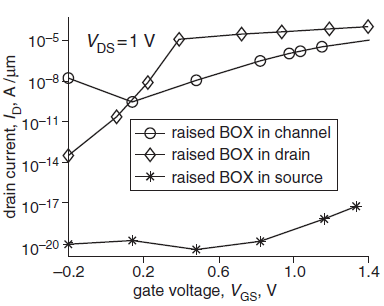 10⁻⁵
V_DS=1 V
10⁻⁸
10⁻¹¹
10⁻¹⁴
10⁻¹⁷
10⁻²⁰
drain current, I_D, A/μm
raised BOX in channel
raised BOX in drain
raised BOX in source
−0.2 0.2 0.6 1.0 1.4
gate voltage, V_GS, V